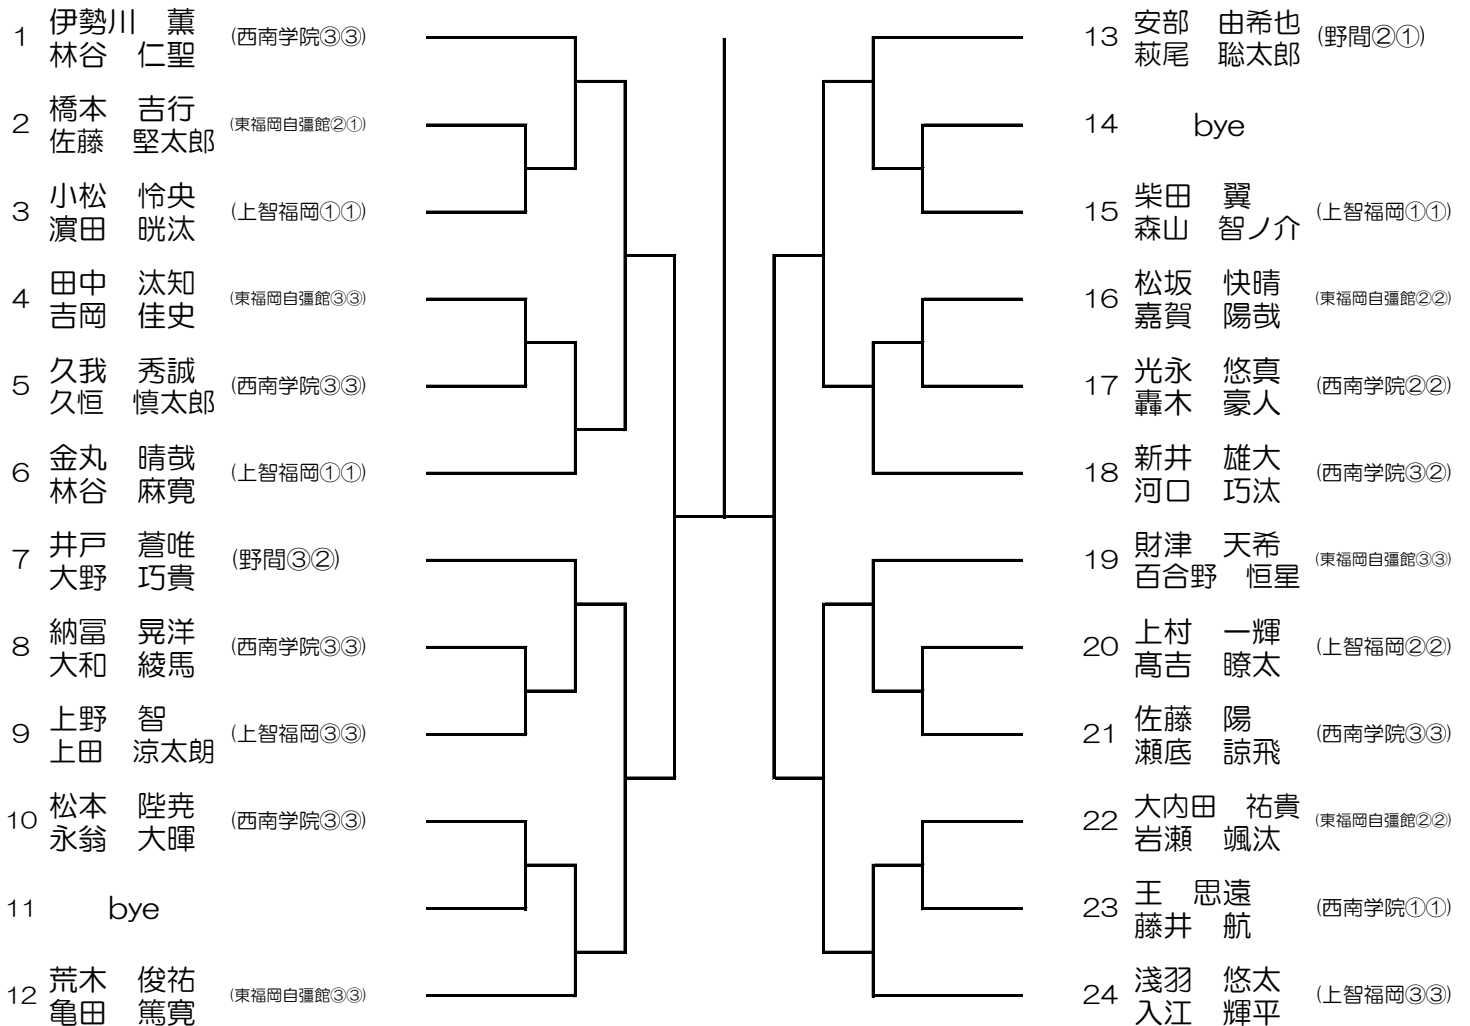 1 伊勢川 薫 (西南学院③③)
林谷 仁聖
2 橋本 吉行 (東福岡自彊館②①)
佐藤 堅太郎
3 小松 怜央 (上智福岡①①)
濵田 晄汰
4 田中 汰知 (東福岡自彊館③③)
吉岡 佳史
5 久我 秀誠 (西南学院③③)
久恒 慎太郎
6 金丸 晴哉 (上智福岡①①)
林谷 麻寛
7 井戸 蒼唯 (野間③②)
大野 巧貴
8 納冨 晃洋 (西南学院③③)
大和 綾馬
9 上野 智 (上智福岡③③)
上田 涼太朗
10 松本 陛尭 (西南学院③③)
永翁 大暉
11 bye
12 荒木 俊祐 (東福岡自彊館③③)
亀田 篤寛
13 安部 由希也 (野間②①)
萩尾 聡太郎
14 bye
15 柴田 翼 (上智福岡①①)
森山 智ノ介
16 松坂 快晴 (東福岡自彊館②②)
嘉賀 陽哉
17 光永 悠真 (西南学院②②)
轟木 豪人
18 新井 雄大 (西南学院③②)
河口 巧汰
19 財津 天希 (東福岡自彊館③③)
百合野 恒星
20 上村 一輝 (上智福岡②②)
髙吉 瞭太
21 佐藤 陽 (西南学院③③)
瀬底 諒飛
22 大内田 祐貴 (東福岡自彊館②②)
岩瀬 颯汰
23 王 思遠 (西南学院①①)
藤井 航
24 淺羽 悠太 (上智福岡③③)
入江 輝平